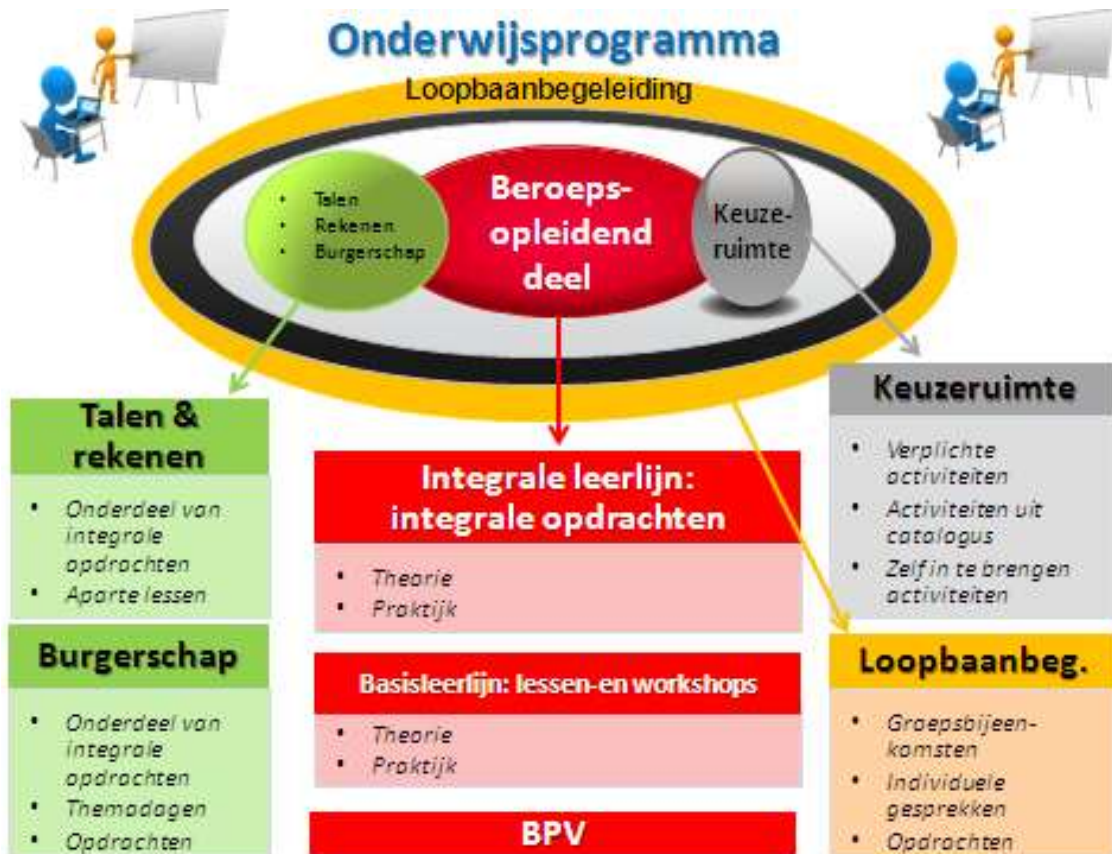 Onderwijsprogramma
Loopbaanbegeleiding
• Talen
• Rekenen
• Burgerschap
Beroeps-
opleidend
deel
Keuze-
ruimte
Talen &
rekenen
• Onderdeel van
integrale
opdrachten
• Aparte lessen
Burgerschap
• Onderdeel van
integrale
opdrachten
• Themadagen
• Opdrachten
Integrale leerlijn:
integrale opdrachten
• Theorie
• Praktijk
Basisleerlijn: lessen-en workshops
• Theorie
• Praktijk
BPV
Keuzeruimte
• Verplichte
activiteiten
• Activiteiten uit
catalogus
• Zelf in te brengen
activiteiten
Loopbaanbeg.
• Groepsbijeen-
komsten
• Individuele
gesprekken
• Opdrachten